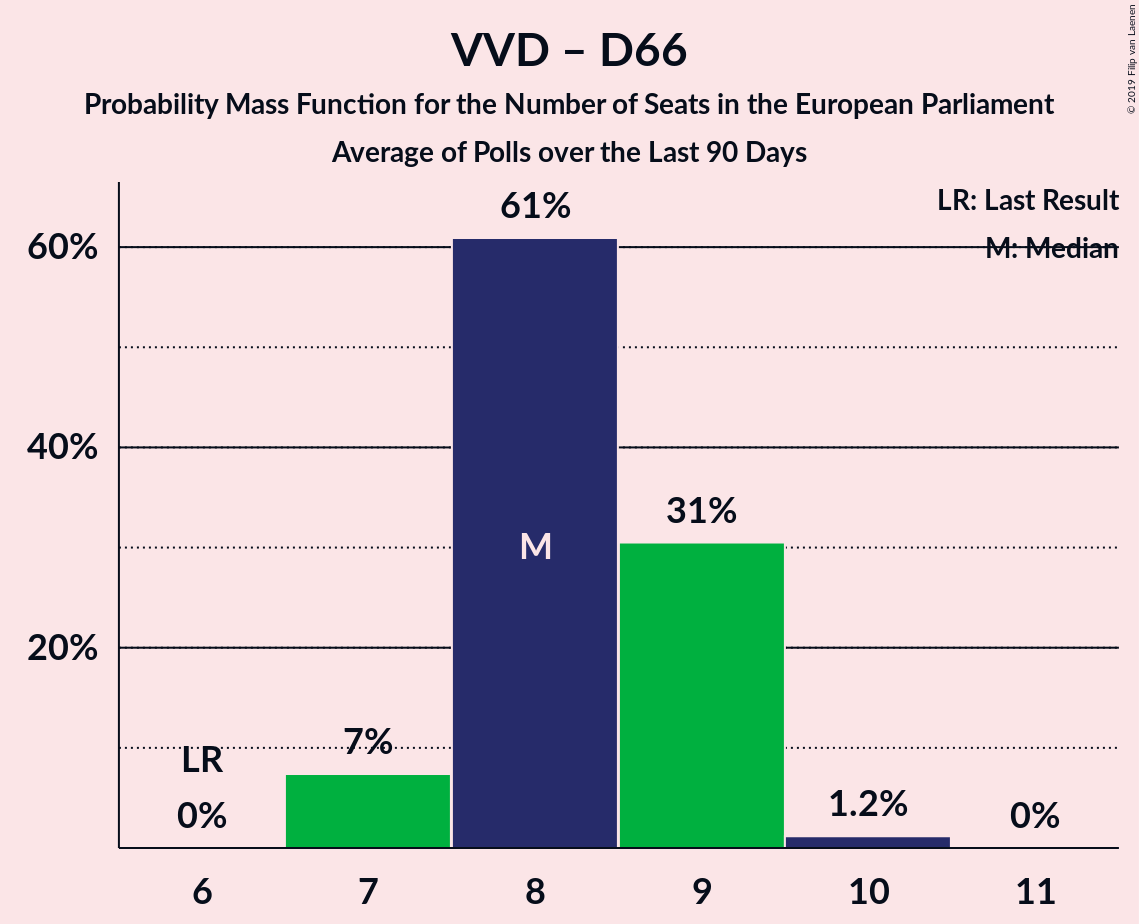 VVD – D66
Probability Mass Function for the Number of Seats in the European Parliament
Average of Polls over the Last 90 Days
© 2019 Filip van Laenen
LR: Last Result
M: Median
60%
40%
20%
61%
31%
7%
1.2%
0%
0%
LR
M
6 7 8 9 10 11